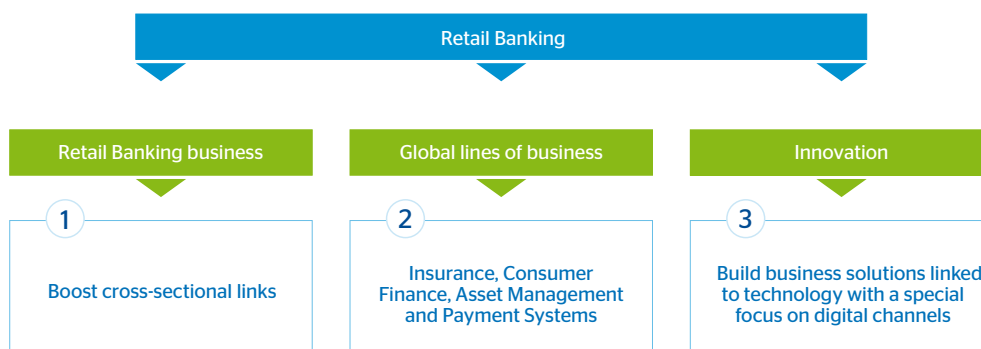 Retail Banking
Retail Banking business
Global lines of business
Innovation
1
2
3
Boost cross-sectional links
Insurance, Consumer
Finance, Asset Management
and Payment Systems
Build business solutions linked
to technology with a special
focus on digital channels